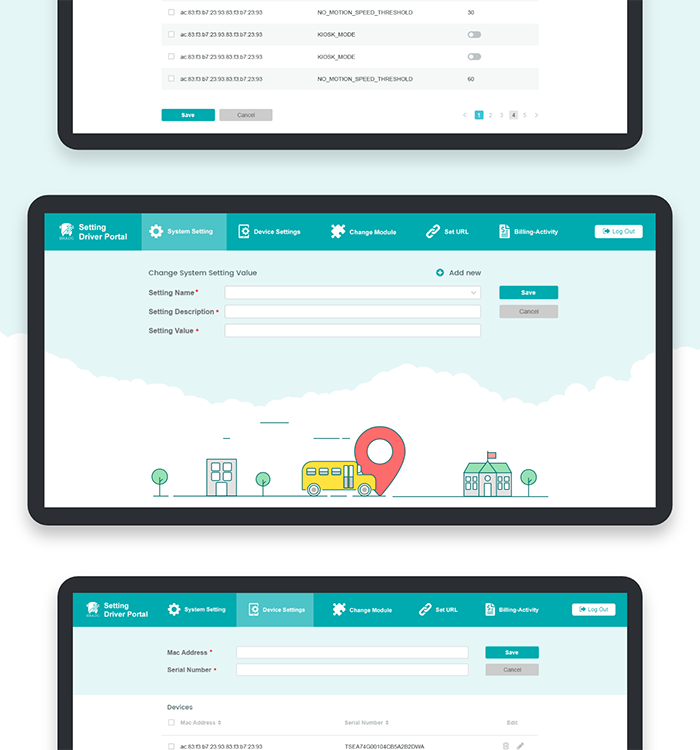 ac:83:f3:b7:23:93:83:f3:b7:23:93 NO_MOTION_SPEED_THRESHOLD 30
ac:83:f3:b7:23:93:83:f3:b7:23:93 KIOSK_MODE
ac:83:f3:b7:23:93:83:f3:b7:23:93 KIOSK_MODE
ac:83:f3:b7:23:93:83:f3:b7:23:93 NO_MOTION_SPEED_THRESHOLD 60
Save Cancel < 1 2 3 4 5 >
Setting
Driver Portal
System Setting Device Settings Change Module Set URL Billing-Activity Log Out
Change System Setting Value Add new
Setting Name * Save
Setting Description * Cancel
Setting Value *
Setting
Driver Portal
System Setting Device Settings Change Module Set URL Billing-Activity Log Out
Mac Address * Save
Serial Number * Cancel
Devices
Mac Address Serial Number Edit
ac:83:f3:b7:23:93:83:f3:b7:23:93 TSEA74G00104CB5A2B2DWA